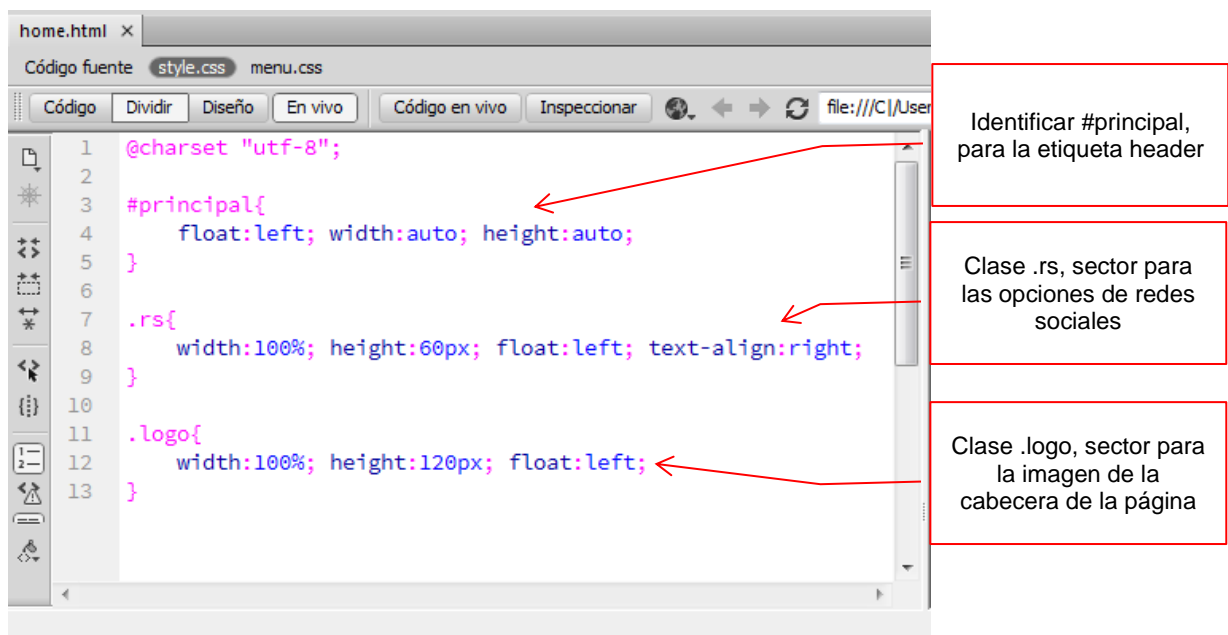 home.html ×
Código fuente style.css menu.css
Código Dividir Diseño En vivo Código en vivo Inspeccionar file:///C|/User
1 @charset "utf-8";
2
3 #principal{
4 float:left; width:auto; height:auto;
5 }
6
7 .rs{
8 width:100%; height:60px; float:left; text-align:right;
9 }
10
11 .logo{
12 width:100%; height:120px; float:left;
13 }
Identificar #principal,
para la etiqueta header
Clase .rs, sector para
las opciones de redes
sociales
Clase .logo, sector para
la imagen de la
cabecera de la página